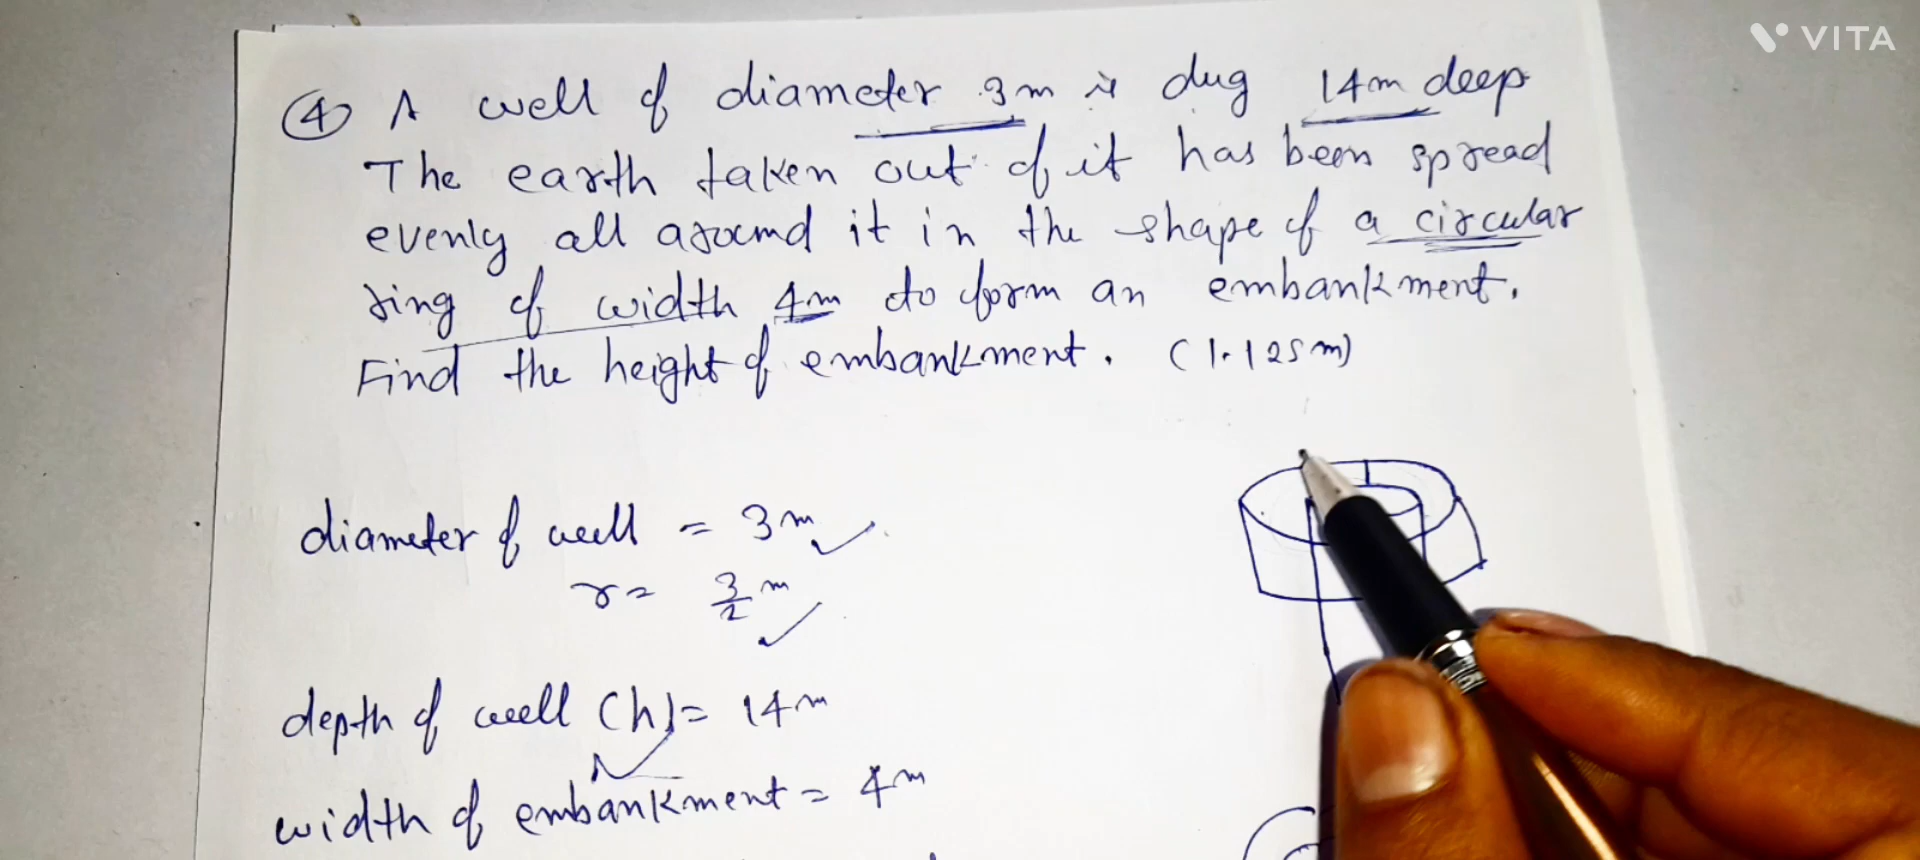 VITA
④ A well of diameter 3m is dug 14m deep
The earth taken out of it has been spread
evenly all around it in the shape of a circular
ring of width 4m to form an embankment.
Find the height of embankment. (1.125m)
diameter of well = 3m
r = 3/2 m
depth of well (h) = 14m
width of embankment = 4m